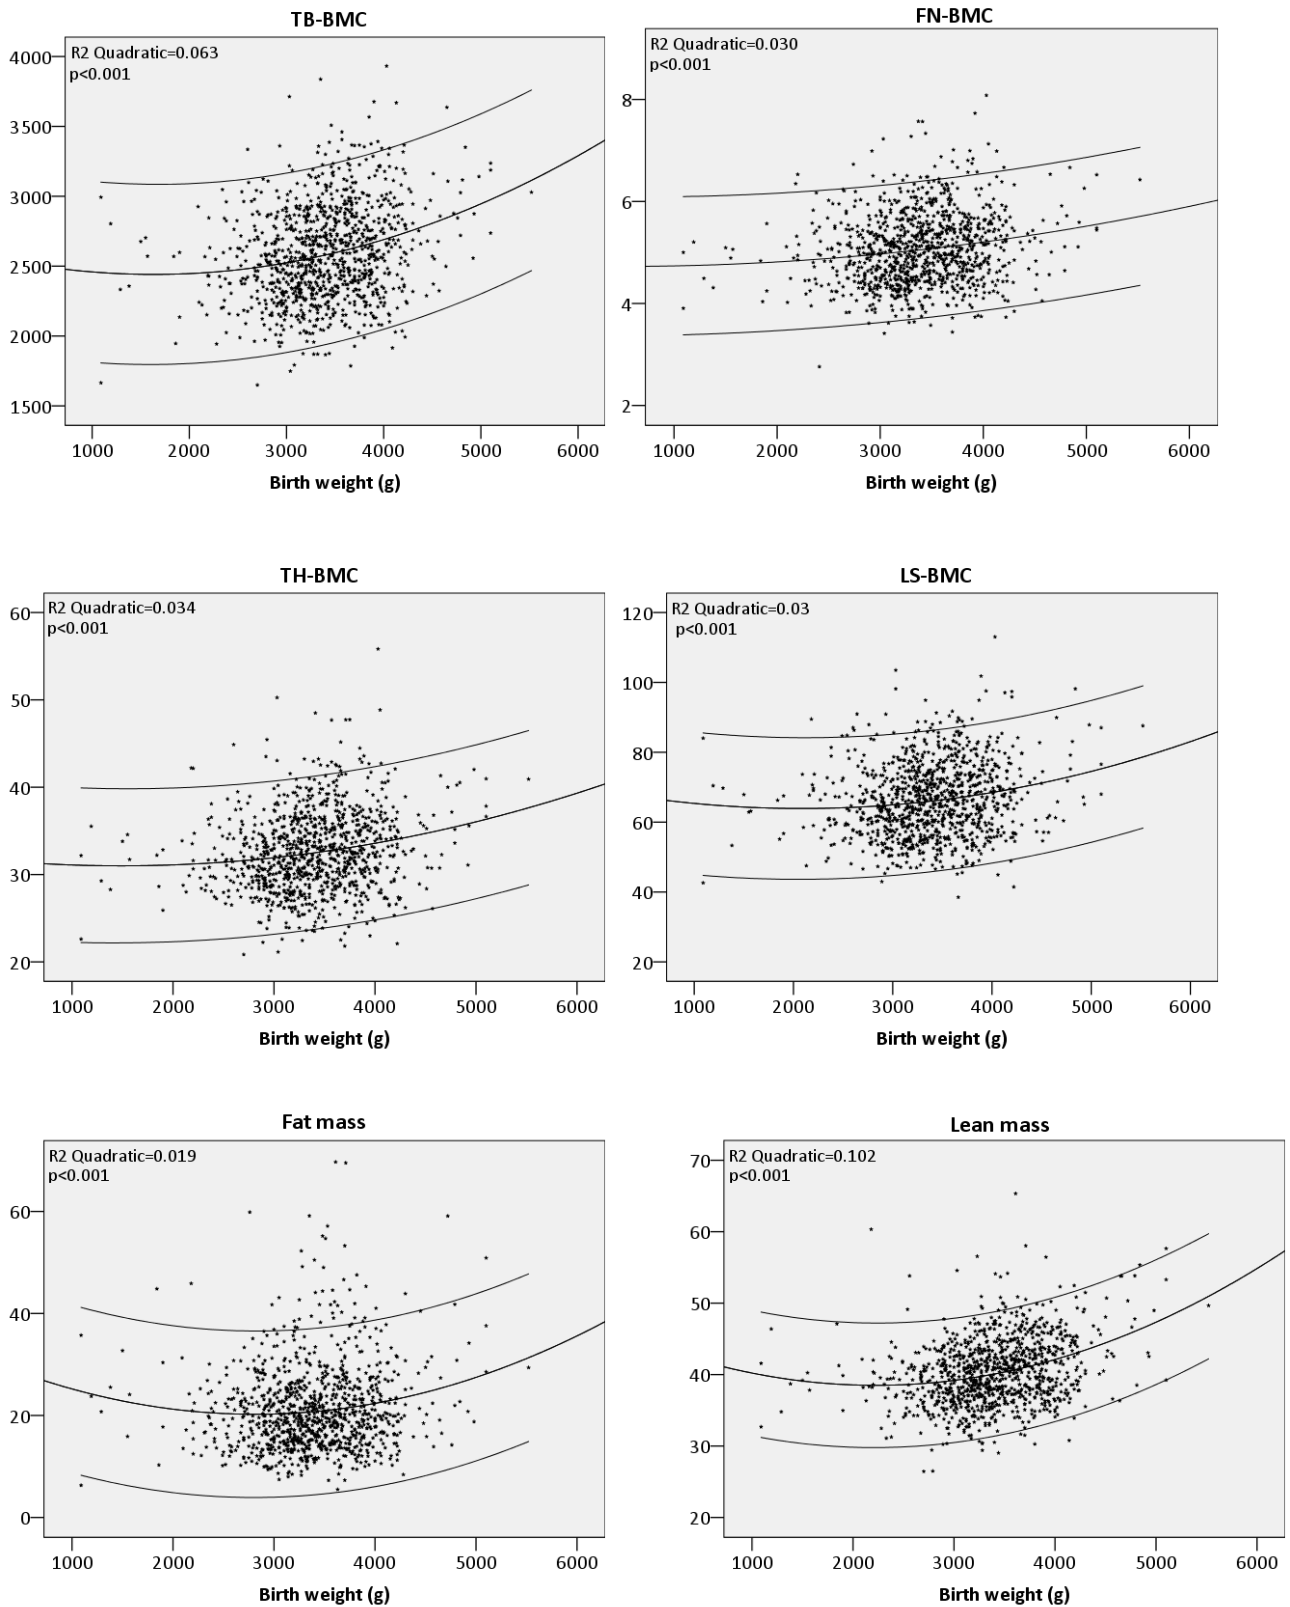 TB-BMC
R2 Quadratic=0.063
p<0.001
4000
3500
3000
2500
2000
1500
1000 2000 3000 4000 5000 6000
Birth weight (g)
FN-BMC
R2 Quadratic=0.030
p<0.001
8
6
4
2
1000 2000 3000 4000 5000 6000
Birth weight (g)
TH-BMC
R2 Quadratic=0.034
p<0.001
60
50
40
30
20
1000 2000 3000 4000 5000 6000
Birth weight (g)
LS-BMC
R2 Quadratic=0.03
p<0.001
120
100
80
60
40
20
1000 2000 3000 4000 5000 6000
Birth weight (g)
Fat mass
R2 Quadratic=0.019
p<0.001
60
40
20
0
1000 2000 3000 4000 5000 6000
Birth weight (g)
Lean mass
R2 Quadratic=0.102
p<0.001
70
60
50
40
30
20
1000 2000 3000 4000 5000 6000
Birth weight (g)